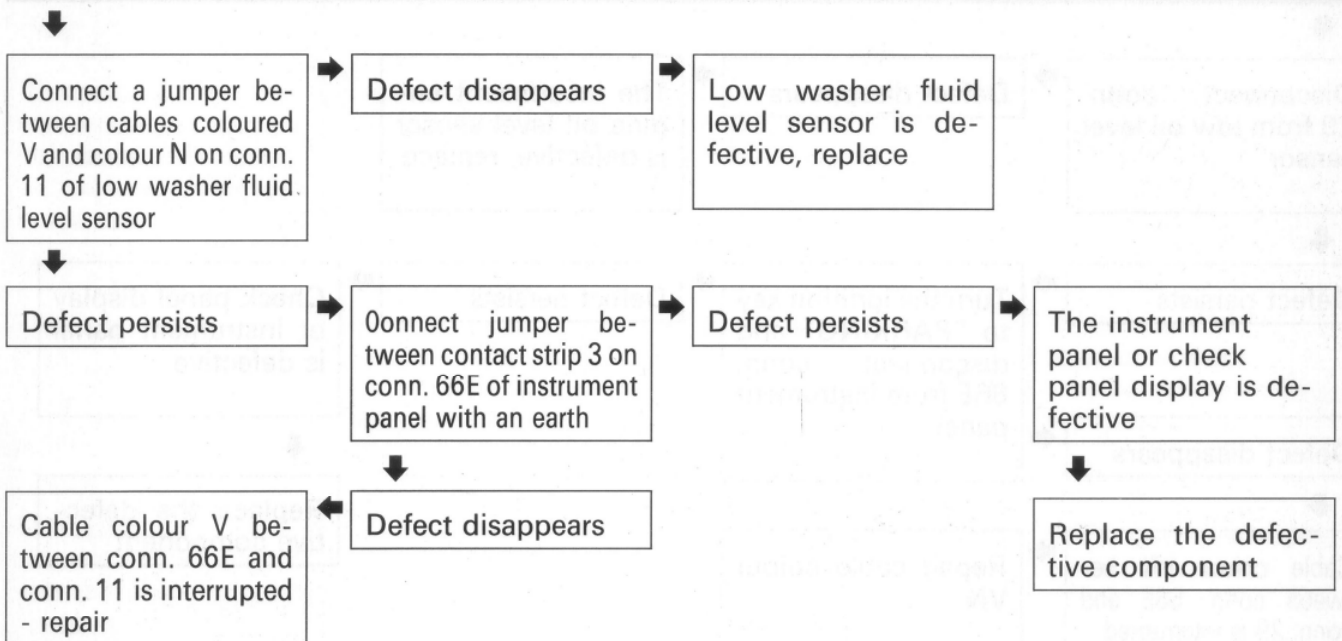 Connect a jumper be-
tween cables coloured
V and colour N on conn.
11 of low washer fluid
level sensor
Defect disappears
Low washer fluid
level sensor is de-
fective, replace
Defect persists
Oonnect jumper be-
tween contact strip 3 on
conn. 66E of instrument
panel with an earth
Defect persists
The instrument
panel or check
panel display is de-
fective
Cable colour V be-
tween conn. 66E and
conn. 11 is interrupted
- repair
Defect disappears
Replace the defec-
tive component